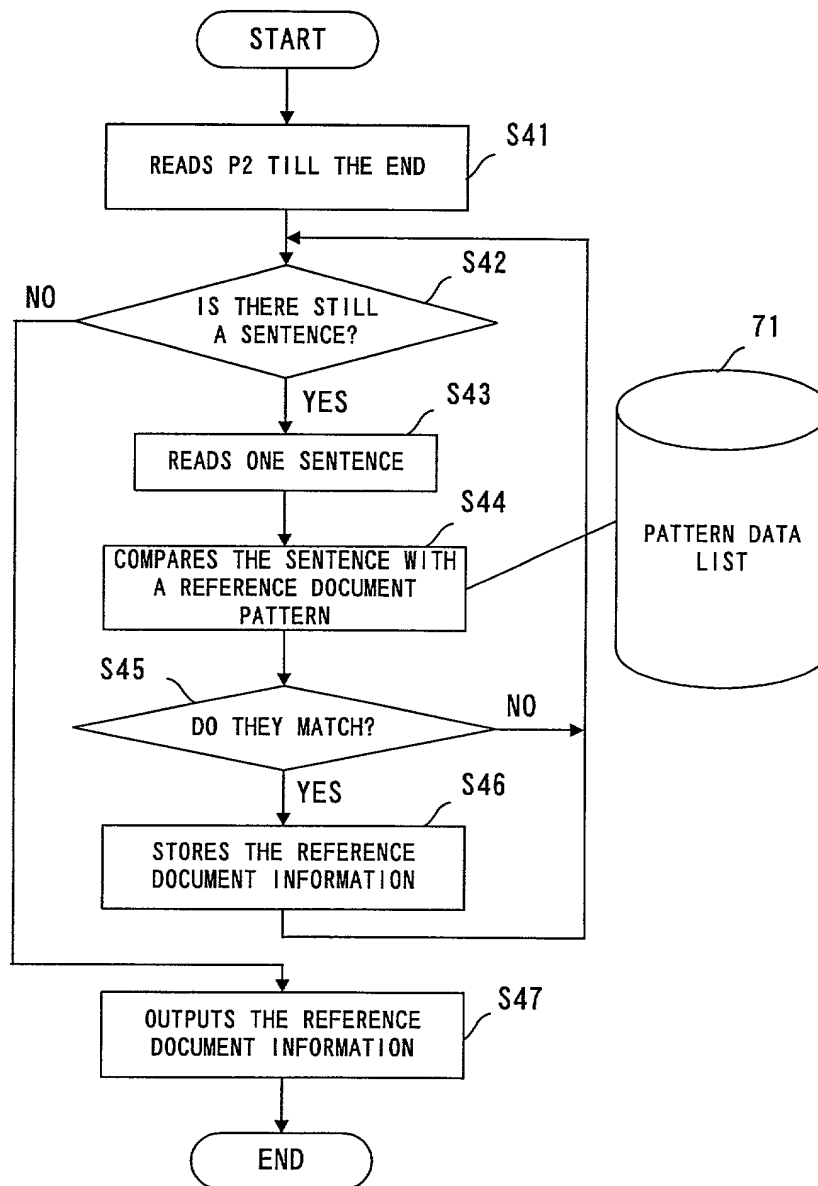 START
S41
READS P2 TILL THE END
S42
NO
IS THERE STILL
A SENTENCE?
71
YES
S43
READS ONE SENTENCE
S44
COMPARES THE SENTENCE WITH
A REFERENCE DOCUMENT
PATTERN
PATTERN DATA
LIST
S45
DO THEY MATCH?
NO
YES
S46
STORES THE REFERENCE
DOCUMENT INFORMATION
S47
OUTPUTS THE REFERENCE
DOCUMENT INFORMATION
END